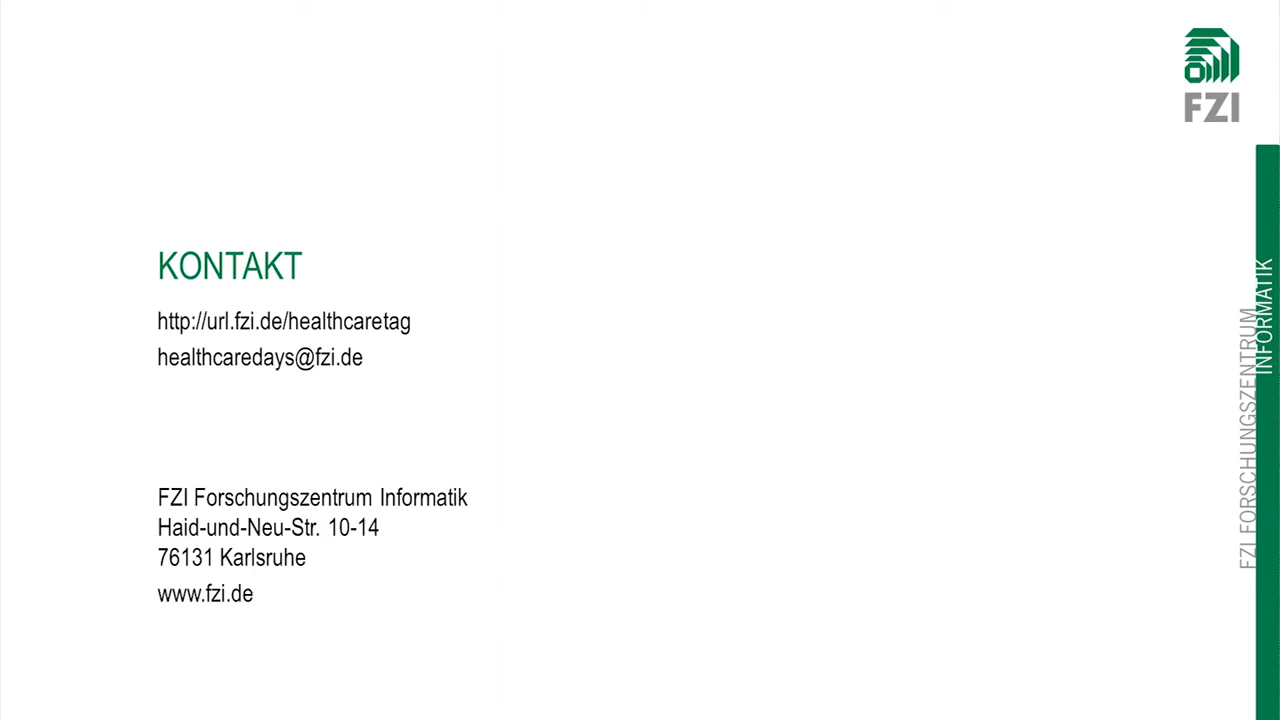 FZI
KONTAKT
http://url.fzi.de/healthcaretag
healthcaredays@fzi.de
FZI Forschungszentrum Informatik
Haid-und-Neu-Str. 10-14
76131 Karlsruhe
www.fzi.de
FZI FORSCHUNGSZENTRUM
INFORMATIK